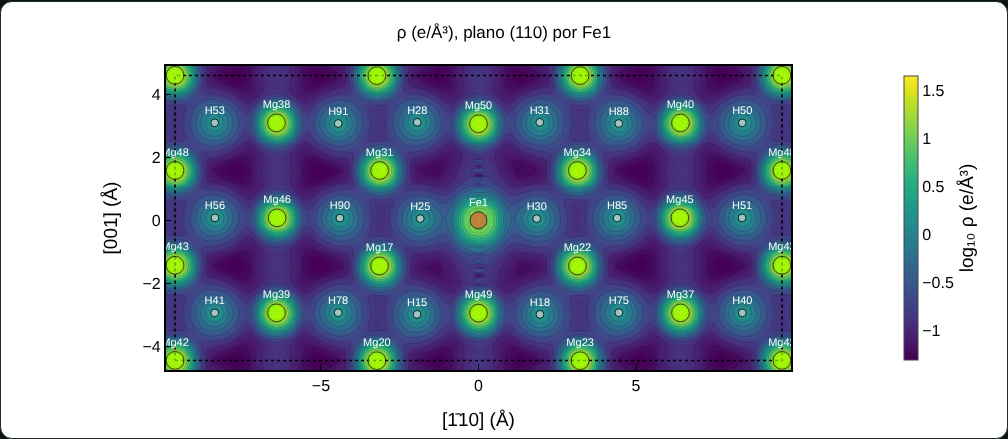 ρ (e/Å³), plano (110) por Fe1
H53 Mg38 H91 H28 Mg50 H31 H88 Mg40 H50
Mg48 Mg31 Mg34 Mg48
H56 Mg46 H90 H25 Fe1 H30 H85 Mg45 H51
Mg43 Mg17 Mg22 Mg43
H41 Mg39 H78 H15 Mg49 H18 H75 Mg37 H40
Mg42 Mg20 Mg23 Mg42
4
2
0
−2
−4
[001] (Å)
−5 0 5
[1̄10] (Å)
1.5
1
0.5
0
−0.5
−1
log₁₀ ρ (e/Å³)